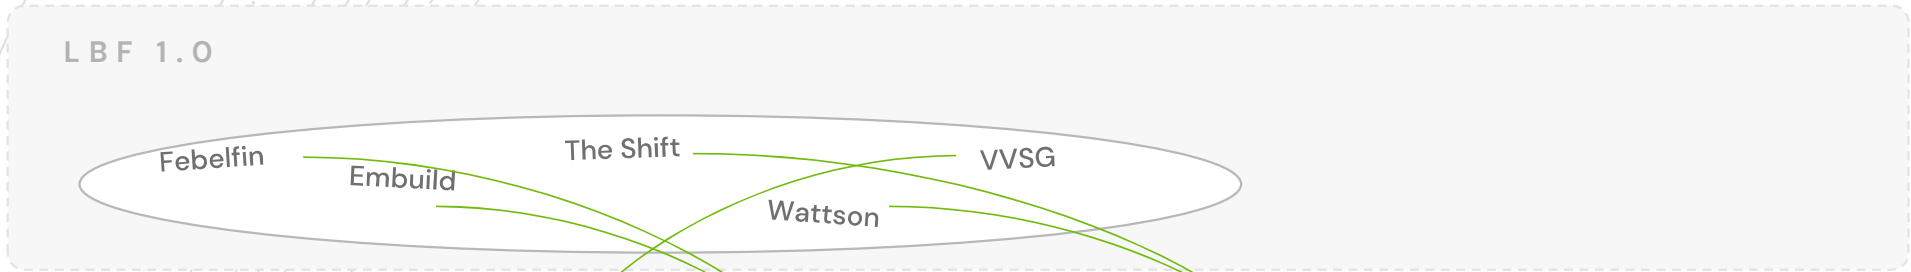 LBF 1.0
Febelfin
Embuild
The Shift
VVSG
Wattson